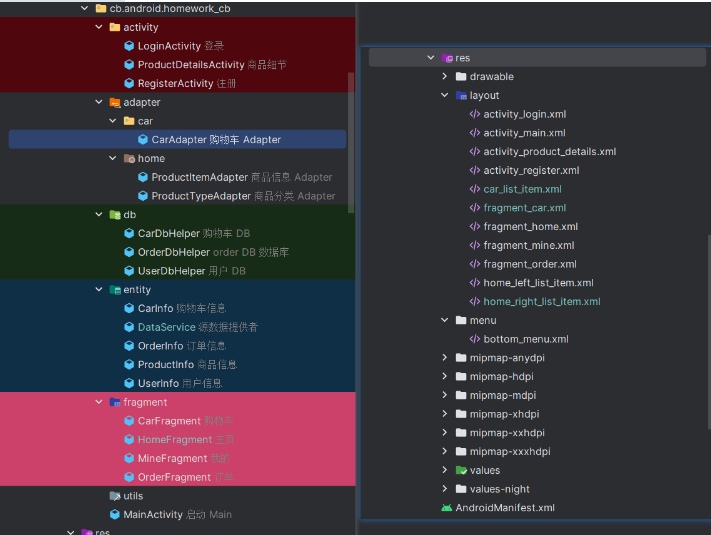 cb.android.homework_cb
activity
LoginActivity 登录
ProductDetailsActivity 商品细节
RegisterActivity 注册
adapter
car
CarAdapter 购物车 Adapter
home
ProductItemAdapter 商品信息 Adapter
ProductTypeAdapter 商品分类 Adapter
db
CarDbHelper 购物车 DB
OrderDbHelper order DB 数据库
UserDbHelper 用户 DB
entity
CarInfo 购物车信息
DataService 源数据提供者
OrderInfo 订单信息
ProductInfo 商品信息
UserInfo 用户信息
fragment
CarFragment 购物车
HomeFragment 主页
MineFragment 我的
OrderFragment 订单
utils
MainActivity 启动 Main
res
res
drawable
layout
activity_login.xml
activity_main.xml
activity_product_details.xml
activity_register.xml
car_list_item.xml
fragment_car.xml
fragment_home.xml
fragment_mine.xml
fragment_order.xml
home_left_list_item.xml
home_right_list_item.xml
menu
bottom_menu.xml
mipmap-anydpi
mipmap-hdpi
mipmap-mdpi
mipmap-xhdpi
mipmap-xxhdpi
mipmap-xxxhdpi
values
values-night
AndroidManifest.xml